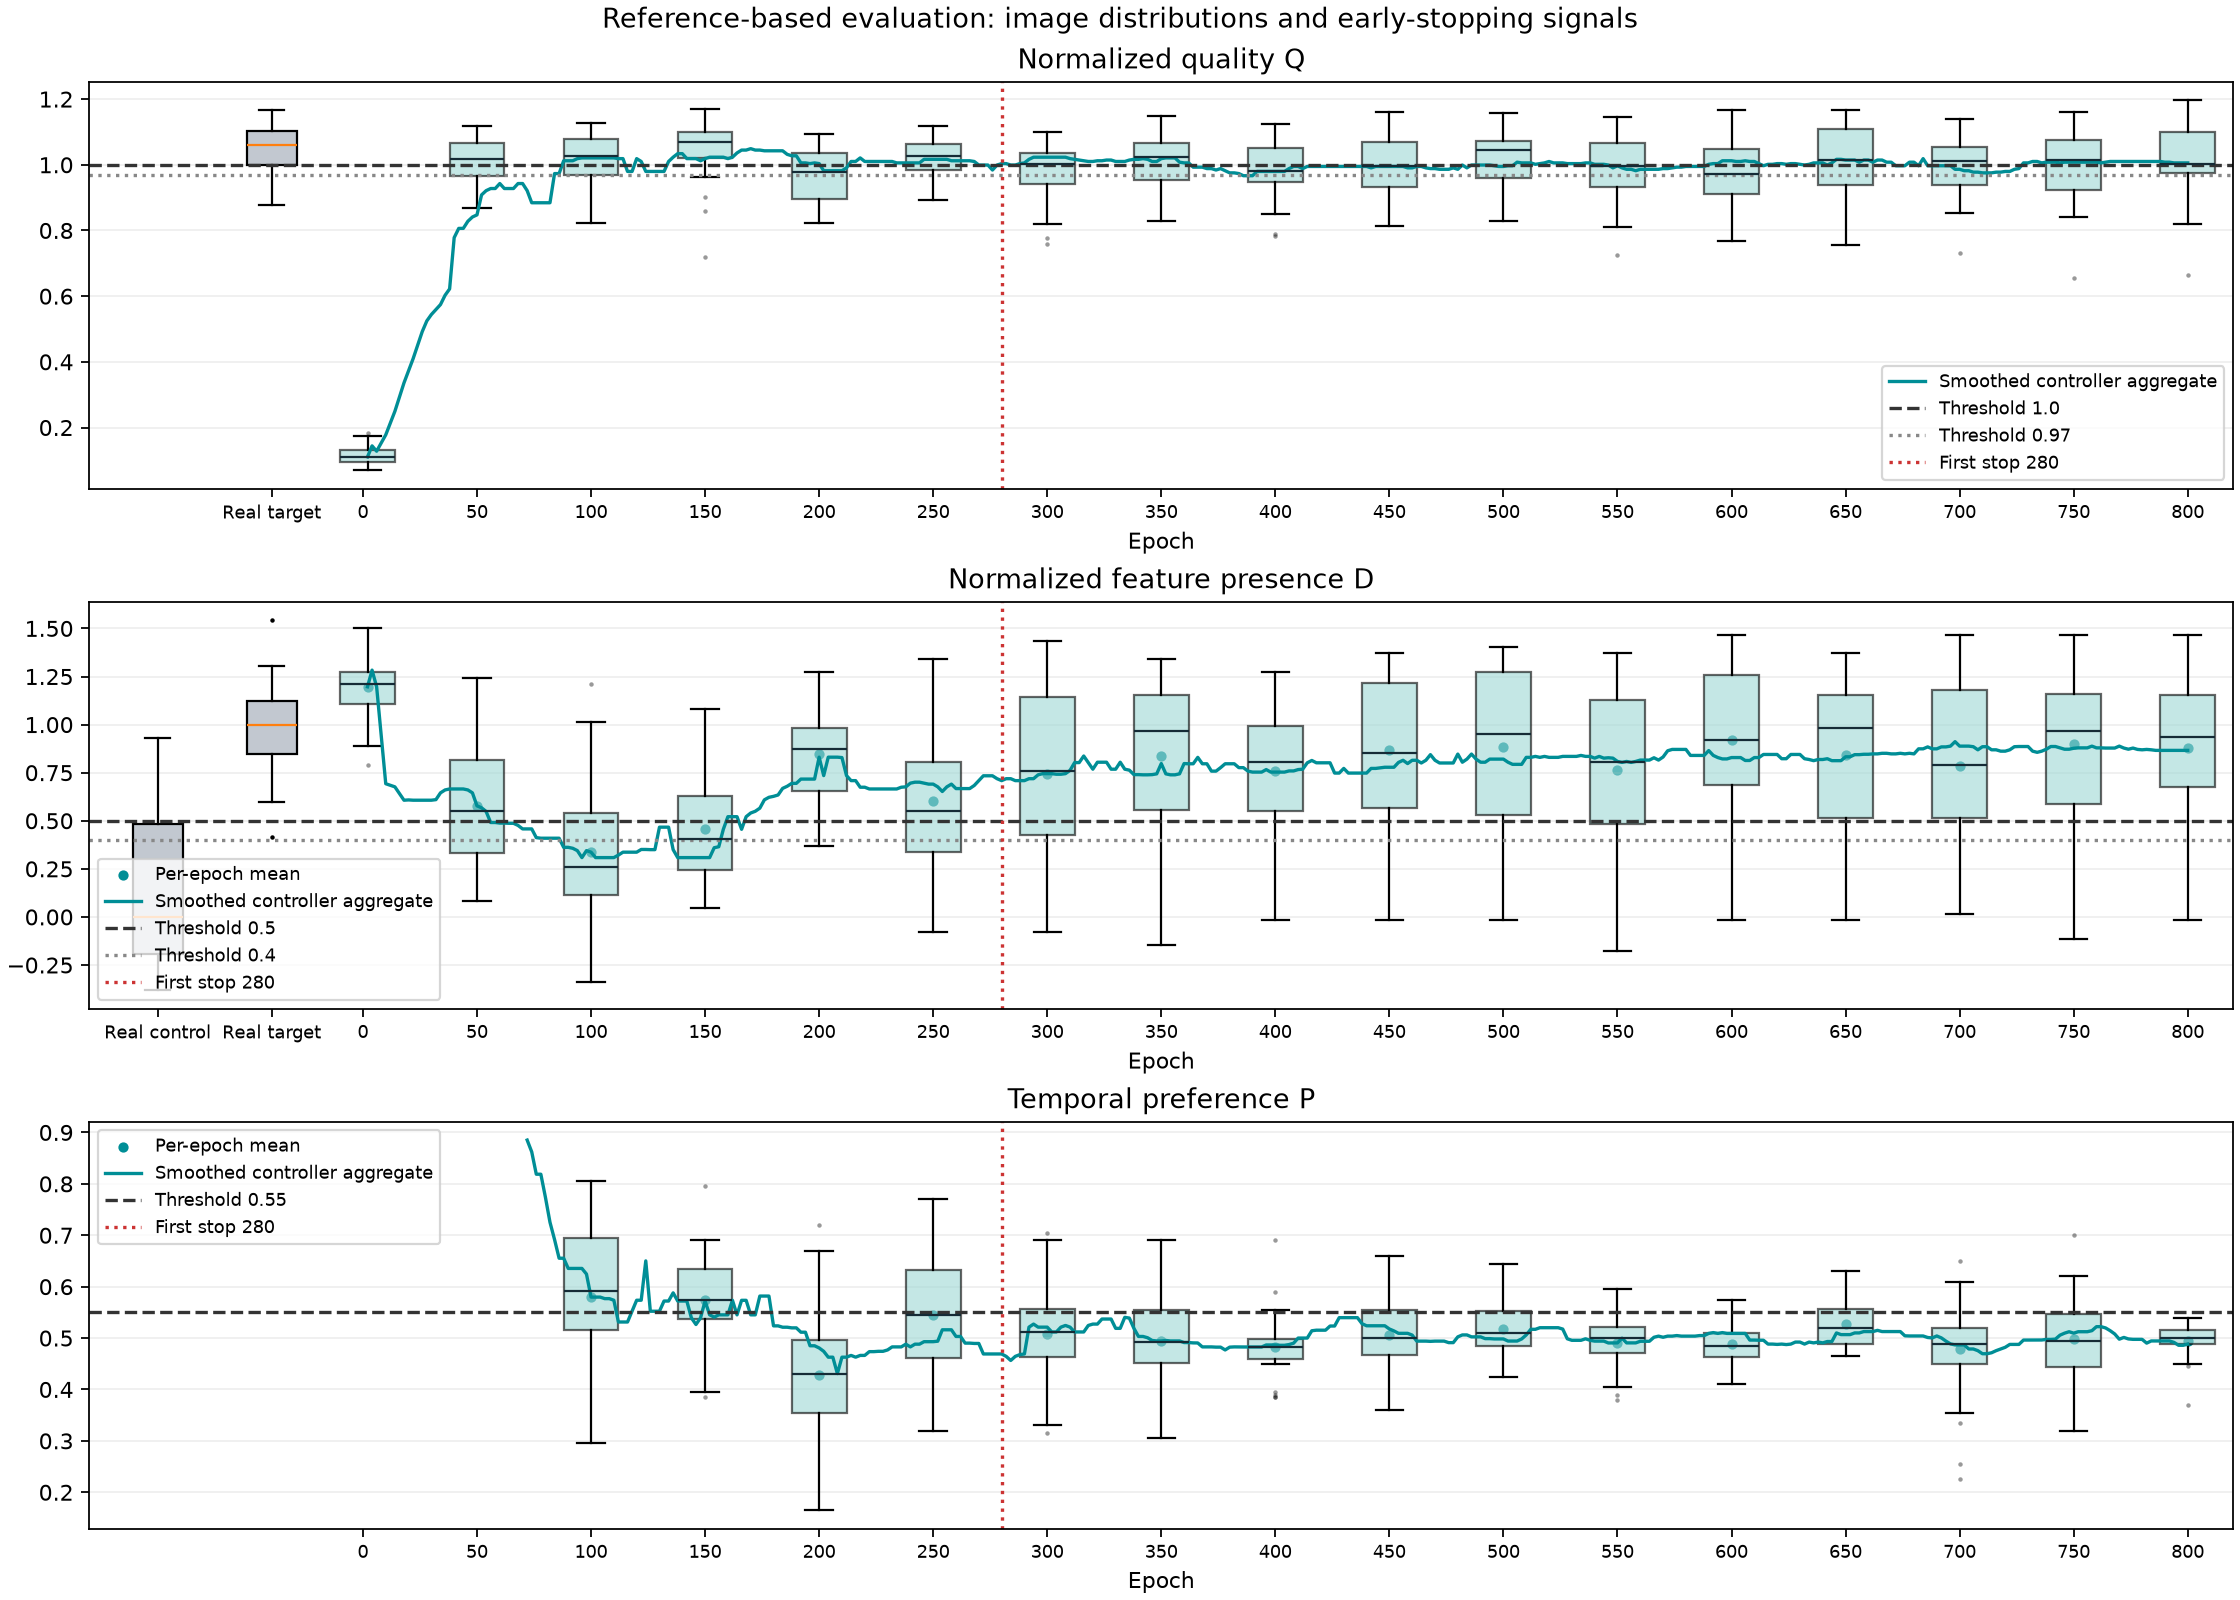 Reference-based evaluation: image distributions and early-stopping signals
Normalized quality Q
1.2
1.0
0.8
0.6
0.4
0.2
Smoothed controller aggregate
Threshold 1.0
Threshold 0.97
First stop 280
Real target 0 50 100 150 200 250 300 350 400 450 500 550 600 650 700 750 800
Epoch
Normalized feature presence D
1.50
1.25
1.00
0.75
0.50
0.25
0.00
−0.25
Per-epoch mean
Smoothed controller aggregate
Threshold 0.5
Threshold 0.4
First stop 280
Real control Real target 0 50 100 150 200 250 300 350 400 450 500 550 600 650 700 750 800
Epoch
Temporal preference P
0.9
0.8
0.7
0.6
0.5
0.4
0.3
0.2
Per-epoch mean
Smoothed controller aggregate
Threshold 0.55
First stop 280
0 50 100 150 200 250 300 350 400 450 500 550 600 650 700 750 800
Epoch